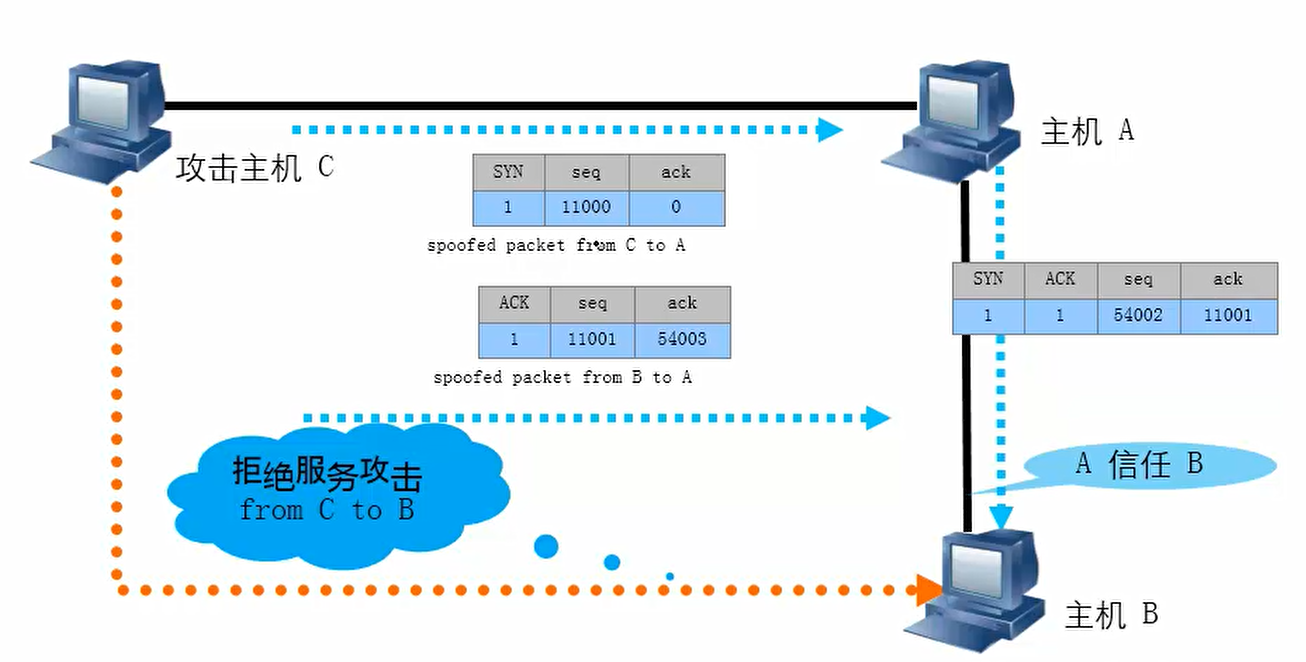 攻击主机 C
主机 A
SYN seq ack
1 11000 0
spoofed packet from C to A
SYN ACK seq ack
1 1 54002 11001
ACK seq ack
1 11001 54003
spoofed packet from B to A
拒绝服务攻击
from C to B
A 信任 B
主机 B